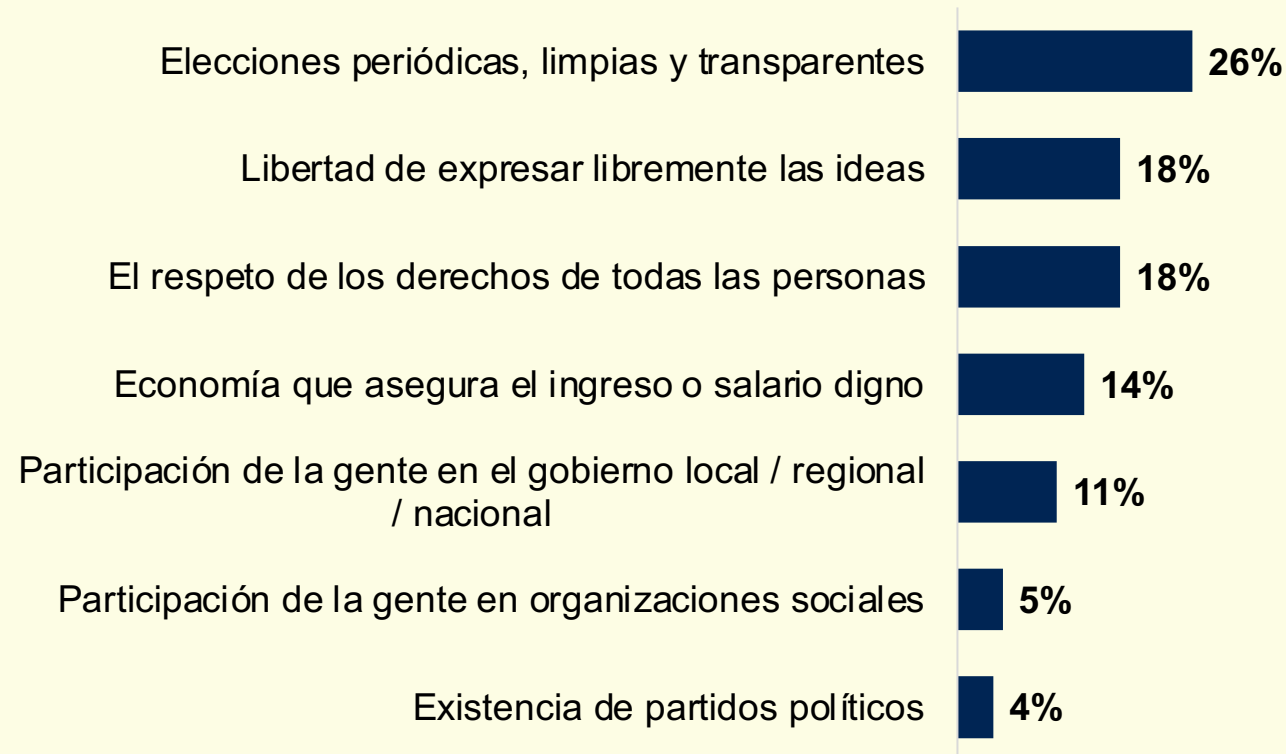 Elecciones periódicas, limpias y transparentes 26%
Libertad de expresar libremente las ideas 18%
El respeto de los derechos de todas las personas 18%
Economía que asegura el ingreso o salario digno 14%
Participación de la gente en el gobierno local / regional
/ nacional 11%
Participación de la gente en organizaciones sociales 5%
Existencia de partidos políticos 4%